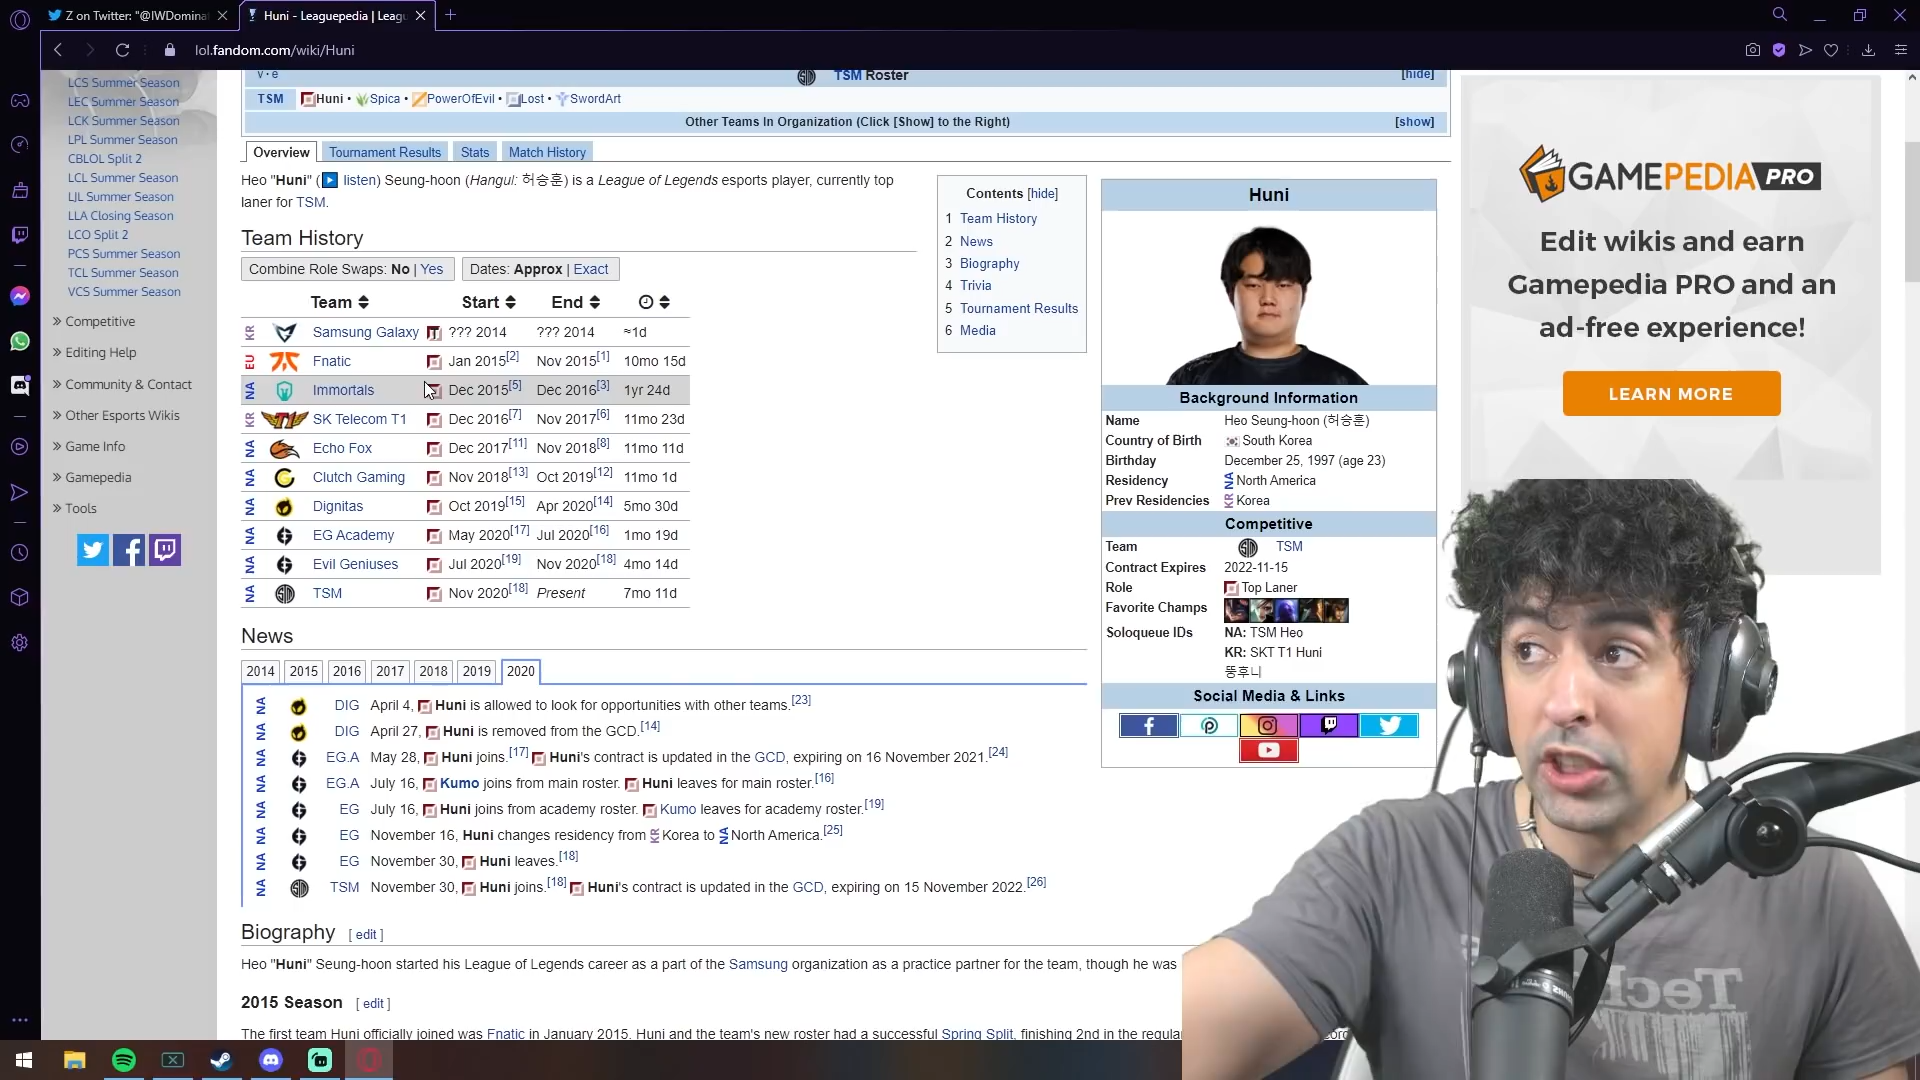 Z on Twitter: "@IWDomina
Huni - Leaguepedia | Leagu
lol.fandom.com/wiki/Huni
LCS Summer Season
LEC Summer Season
LCK Summer Season
LPL Summer Season
CBLOL Split 2
LCL Summer Season
LJL Summer Season
LLA Closing Season
LCO Split 2
PCS Summer Season
TCL Summer Season
VCS Summer Season
» Competitive
» Editing Help
» Community & Contact
» Other Esports Wikis
» Game Info
» Gamepedia
» Tools
v · e TSM Roster [hide]
TSM Huni • Spica • PowerOfEvil • Lost • SwordArt
Other Teams In Organization (Click [Show] to the Right) [show]
Overview Tournament Results Stats Match History
Heo "Huni" (listen) Seung-hoon (Hangul: 허승훈) is a League of Legends esports player, currently top
laner for TSM.
Team History
Combine Role Swaps: No | Yes Dates: Approx | Exact
Team Start End
KR Samsung Galaxy ??? 2014 ??? 2014 ≈1d
EU Fnatic Jan 2015[2] Nov 2015[1] 10mo 15d
NA Immortals Dec 2015[5] Dec 2016[3] 1yr 24d
KR SK Telecom T1 Dec 2016[7] Nov 2017[6] 11mo 23d
NA Echo Fox Dec 2017[11] Nov 2018[8] 11mo 11d
NA Clutch Gaming Nov 2018[13] Oct 2019[12] 11mo 1d
NA Dignitas Oct 2019[15] Apr 2020[14] 5mo 30d
NA EG Academy May 2020[17] Jul 2020[16] 1mo 19d
NA Evil Geniuses Jul 2020[19] Nov 2020[18] 4mo 14d
NA TSM Nov 2020[18] Present 7mo 11d
Contents [hide]
1 Team History
2 News
3 Biography
4 Trivia
5 Tournament Results
6 Media
Huni
Background Information
Name Heo Seung-hoon (허승훈)
Country of Birth South Korea
Birthday December 25, 1997 (age 23)
Residency NA North America
Prev Residencies KR Korea
Competitive
Team TSM
Contract Expires 2022-11-15
Role Top Laner
Favorite Champs
Soloqueue IDs NA: TSM Heo
KR: SKT T1 Huni
뚱후니
Social Media & Links
News
2014 2015 2016 2017 2018 2019 2020
NA DIG April 4, Huni is allowed to look for opportunities with other teams.[23]
NA DIG April 27, Huni is removed from the GCD.[14]
NA EG.A May 28, Huni joins.[17] Huni's contract is updated in the GCD, expiring on 16 November 2021.[24]
NA EG.A July 16, Kumo joins from main roster. Huni leaves for main roster.[16]
NA EG July 16, Huni joins from academy roster. Kumo leaves for academy roster.[19]
NA EG November 16, Huni changes residency from KR Korea to NA North America.[25]
NA EG November 30, Huni leaves.[18]
NA TSM November 30, Huni joins.[18] Huni's contract is updated in the GCD, expiring on 15 November 2022.[26]
Biography [ edit ]
Heo "Huni" Seung-hoon started his League of Legends career as a part of the Samsung organization as a practice partner for the team, though he was
2015 Season [ edit ]
The first team Huni officially joined was Fnatic in January 2015. Huni and the team's new roster had a successful Spring Split, finishing 2nd in the regula
GAMEPEDIA PRO
Edit wikis and earn
Gamepedia PRO and an
ad-free experience!
LEARN MORE
Tech